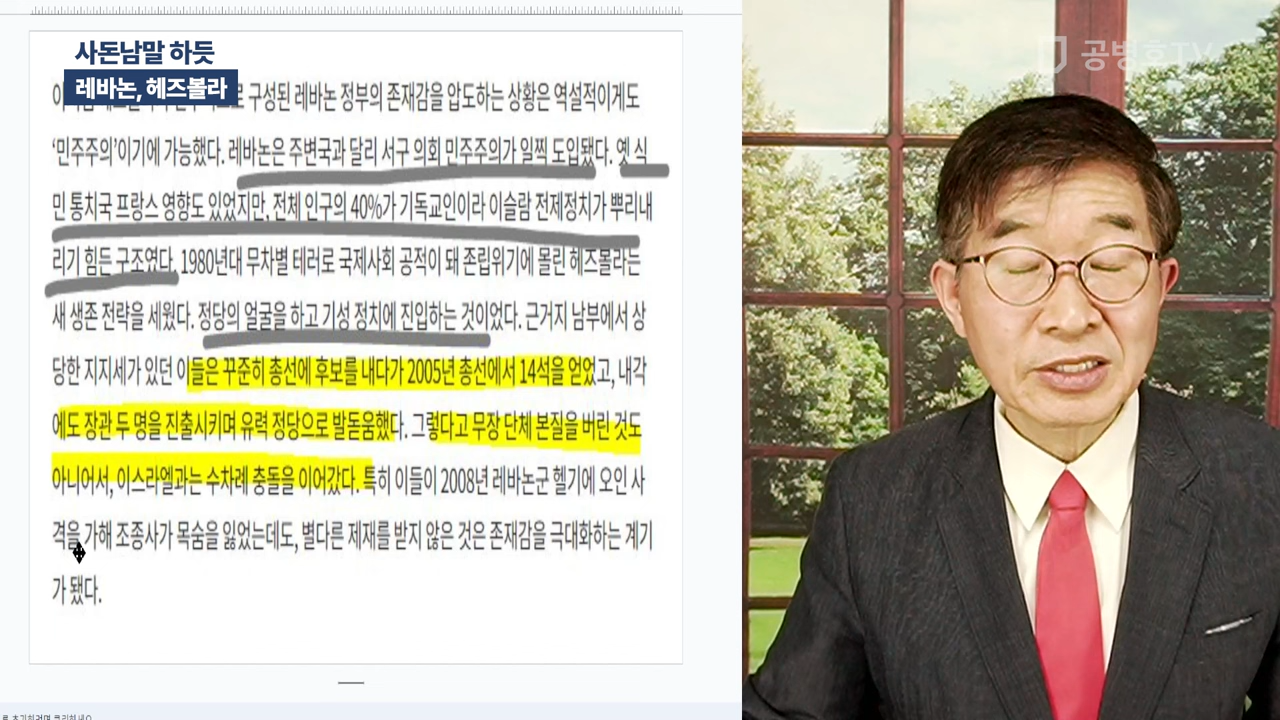 사돈남말 하듯
레바논, 헤즈볼라
구성된 레바논 정부의 존재감을 압도하는 상황은 역설적이게도
‘민주주의’이기에 가능했다. 레바논은 주변국과 달리 서구 의회 민주주의가 일찍 도입됐다. 옛 식
민 통치국 프랑스 영향도 있었지만, 전체 인구의 40%가 기독교인이라 이슬람 전제정치가 뿌리내
리기 힘든 구조였다. 1980년대 무차별 테러로 국제사회 공적이 돼 존립위기에 몰린 헤즈볼라는
새 생존 전략을 세웠다. 정당의 얼굴을 하고 기성 정치에 진입하는 것이었다. 근거지 남부에서 상
당한 지지세가 있던 이들은 꾸준히 총선에 후보를 내다가 2005년 총선에서 14석을 얻었고, 내각
에도 장관 두 명을 진출시키며 유력 정당으로 발돋움했다. 그렇다고 무장 단체 본질을 버린 것도
아니어서, 이스라엘과는 수차례 충돌을 이어갔다. 특히 이들이 2008년 레바논군 헬기에 오인 사
격을 가해 조종사가 목숨을 잃었는데도, 별다른 제재를 받지 않은 것은 존재감을 극대화하는 계기
가 됐다.
공병호TV